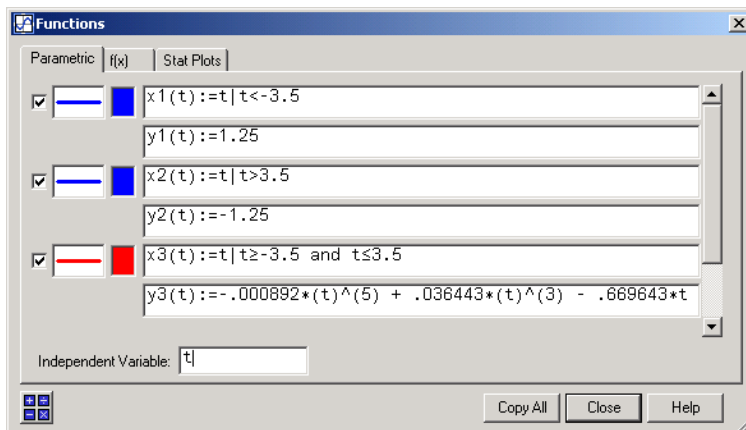 Functions
Parametric f(x) Stat Plots
x1(t):=t|t<-3.5
y1(t):=1.25
x2(t):=t|t>3.5
y2(t):=-1.25
x3(t):=t|t≥-3.5 and t≤3.5
y3(t):=-.000892*(t)^(5) + .036443*(t)^(3) - .669643*t
Independent Variable: t
Copy All Close Help